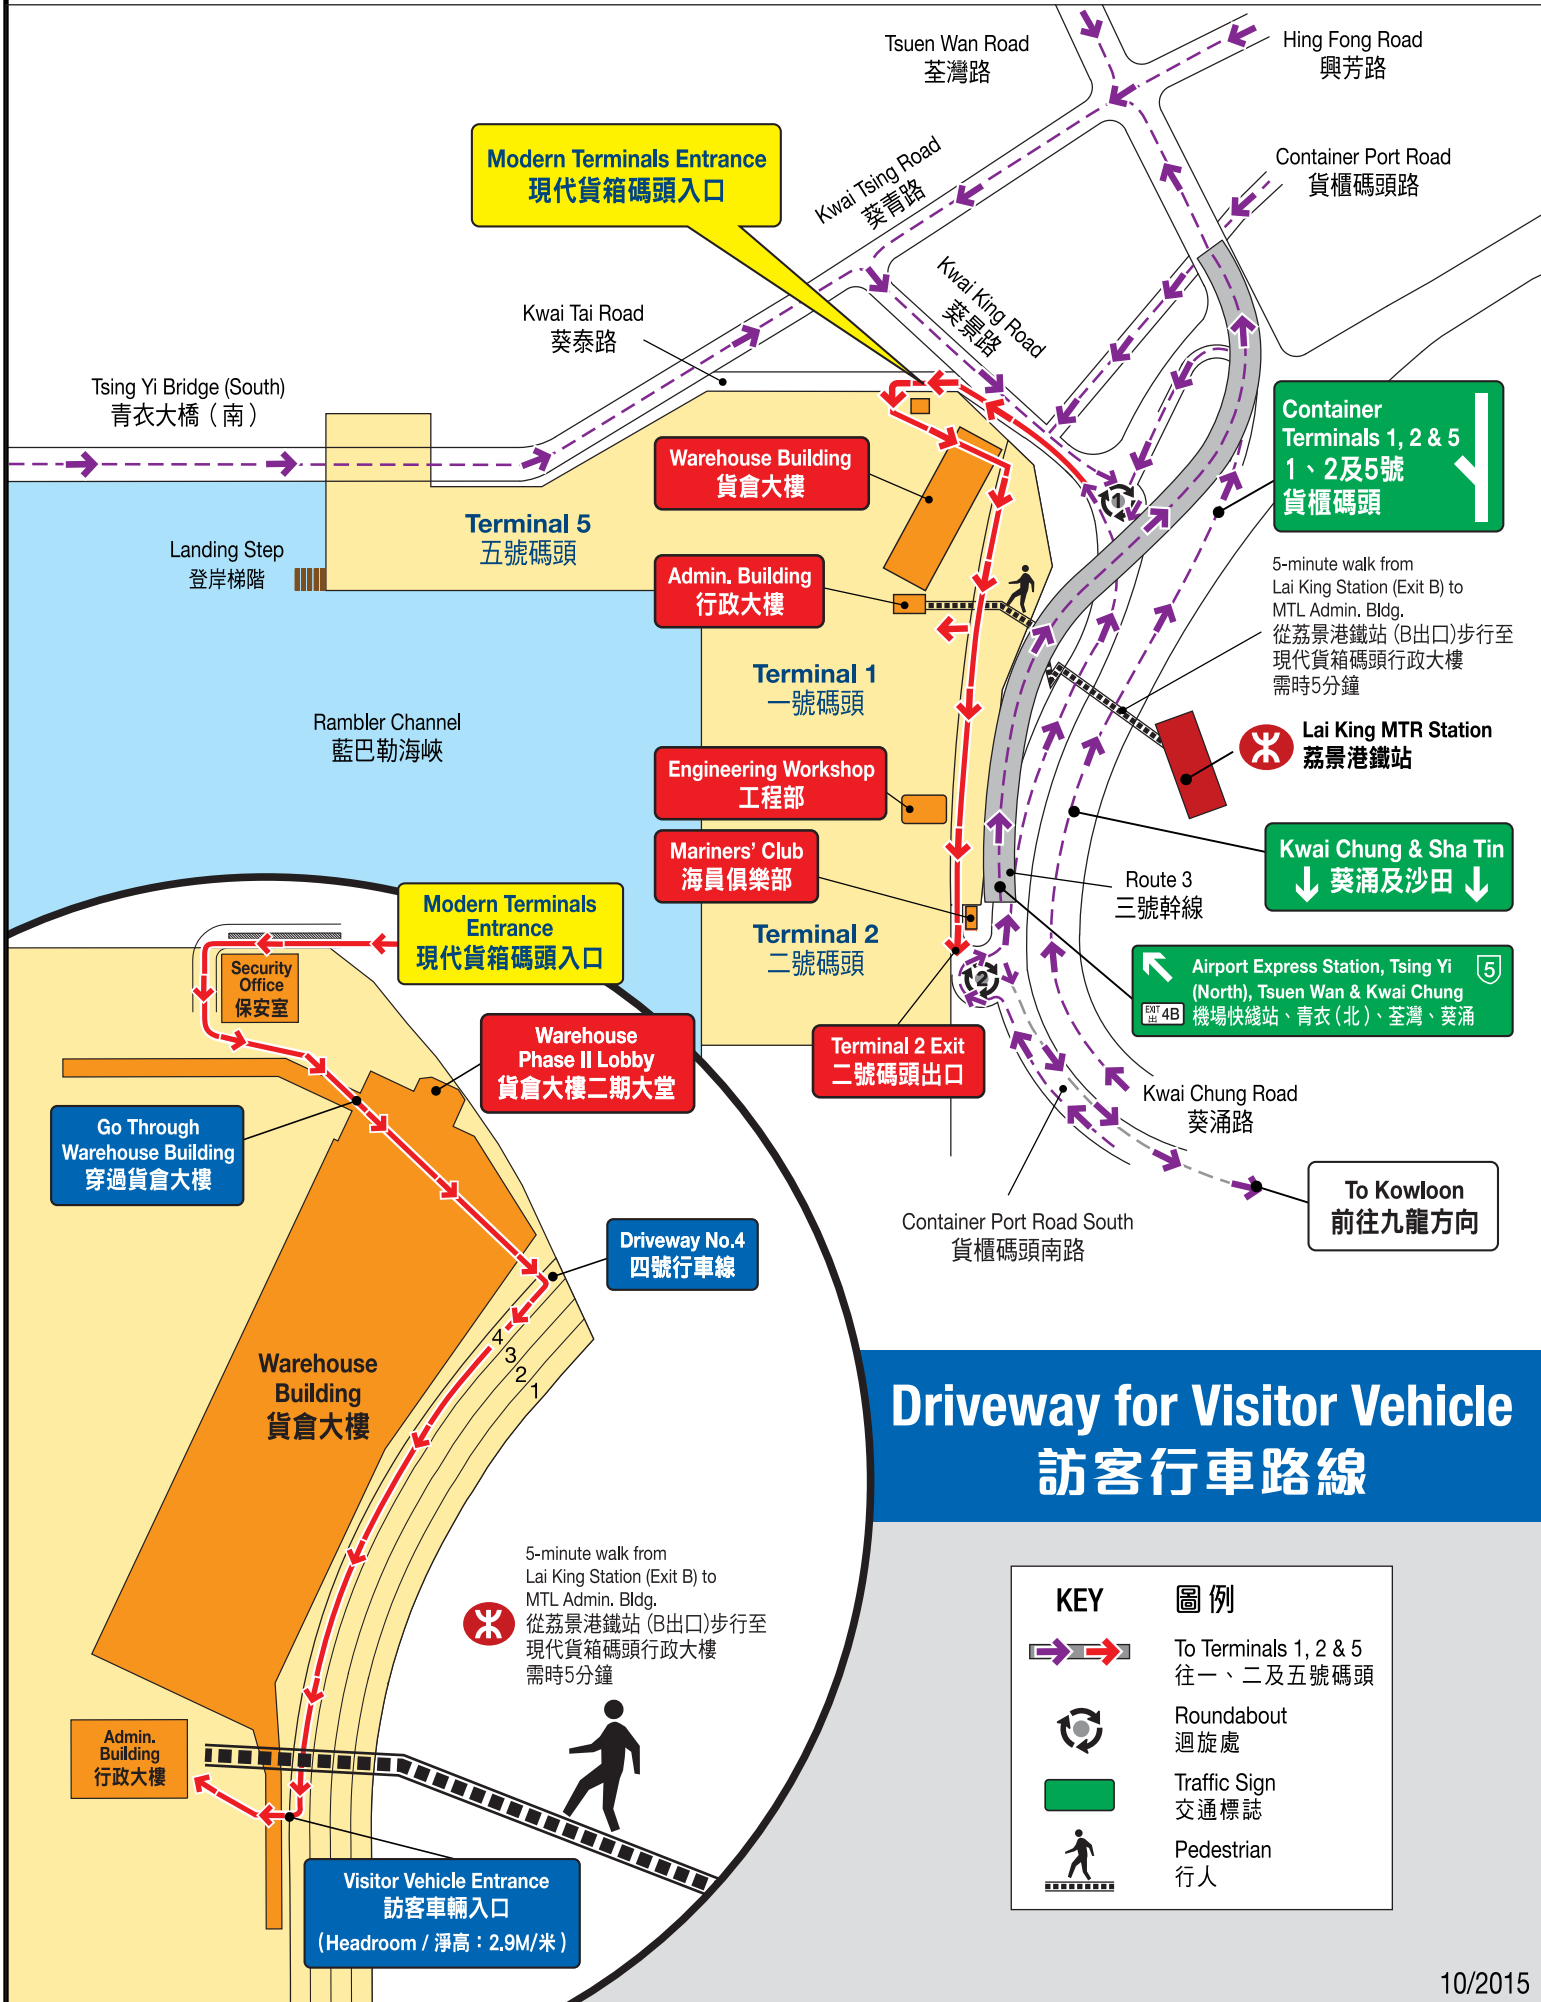 Tsuen Wan Road
荃灣路
Hing Fong Road
興芳路
Modern Terminals Entrance
現代貨箱碼頭入口
Kwai Tsing Road
葵青路
Container Port Road
貨櫃碼頭路
Kwai King Road
葵景路
Kwai Tai Road
葵泰路
Tsing Yi Bridge (South)
青衣大橋（南）
Container
Terminals 1, 2 & 5
1、2及5號
貨櫃碼頭
Warehouse Building
貨倉大樓
1
Terminal 5
五號碼頭
Landing Step
登岸梯階
Admin. Building
行政大樓
5-minute walk from
Lai King Station (Exit B) to
MTL Admin. Bldg.
從荔景港鐵站 (B出口)步行至
現代貨箱碼頭行政大樓
需時5分鐘
Terminal 1
一號碼頭
Rambler Channel
藍巴勒海峽
Lai King MTR Station
荔景港鐵站
Engineering Workshop
工程部
Mariners' Club
海員俱樂部
Kwai Chung & Sha Tin
葵涌及沙田
Route 3
三號幹線
Terminal 2
二號碼頭
2
Airport Express Station, Tsing Yi
(North), Tsuen Wan & Kwai Chung
機場快綫站、青衣（北）、荃灣、葵涌
5
EXIT
出
4B
Terminal 2 Exit
二號碼頭出口
Kwai Chung Road
葵涌路
To Kowloon
前往九龍方向
Container Port Road South
貨櫃碼頭南路
Modern Terminals
Entrance
現代貨箱碼頭入口
Security
Office
保安室
Warehouse
Phase II Lobby
貨倉大樓二期大堂
Go Through
Warehouse Building
穿過貨倉大樓
Driveway No.4
四號行車線
4
3
2
1
Warehouse
Building
貨倉大樓
5-minute walk from
Lai King Station (Exit B) to
MTL Admin. Bldg.
從荔景港鐵站 (B出口)步行至
現代貨箱碼頭行政大樓
需時5分鐘
Admin.
Building
行政大樓
Visitor Vehicle Entrance
訪客車輛入口
(Headroom / 淨高：2.9M/米)
Driveway for Visitor Vehicle
訪客行車路線
KEY
圖例
To Terminals 1, 2 & 5
往一、二及五號碼頭
Roundabout
迴旋處
Traffic Sign
交通標誌
Pedestrian
行人
10/2015